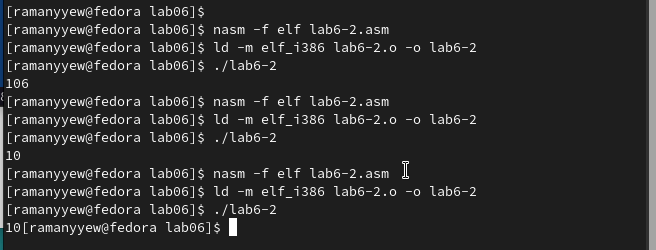 [ramanyyew@fedora lab06]$
[ramanyyew@fedora lab06]$ nasm -f elf lab6-2.asm
[ramanyyew@fedora lab06]$ ld -m elf_i386 lab6-2.o -o lab6-2
[ramanyyew@fedora lab06]$ ./lab6-2
106
[ramanyyew@fedora lab06]$ nasm -f elf lab6-2.asm
[ramanyyew@fedora lab06]$ ld -m elf_i386 lab6-2.o -o lab6-2
[ramanyyew@fedora lab06]$ ./lab6-2
10
[ramanyyew@fedora lab06]$ nasm -f elf lab6-2.asm
[ramanyyew@fedora lab06]$ ld -m elf_i386 lab6-2.o -o lab6-2
[ramanyyew@fedora lab06]$ ./lab6-2
10[ramanyyew@fedora lab06]$